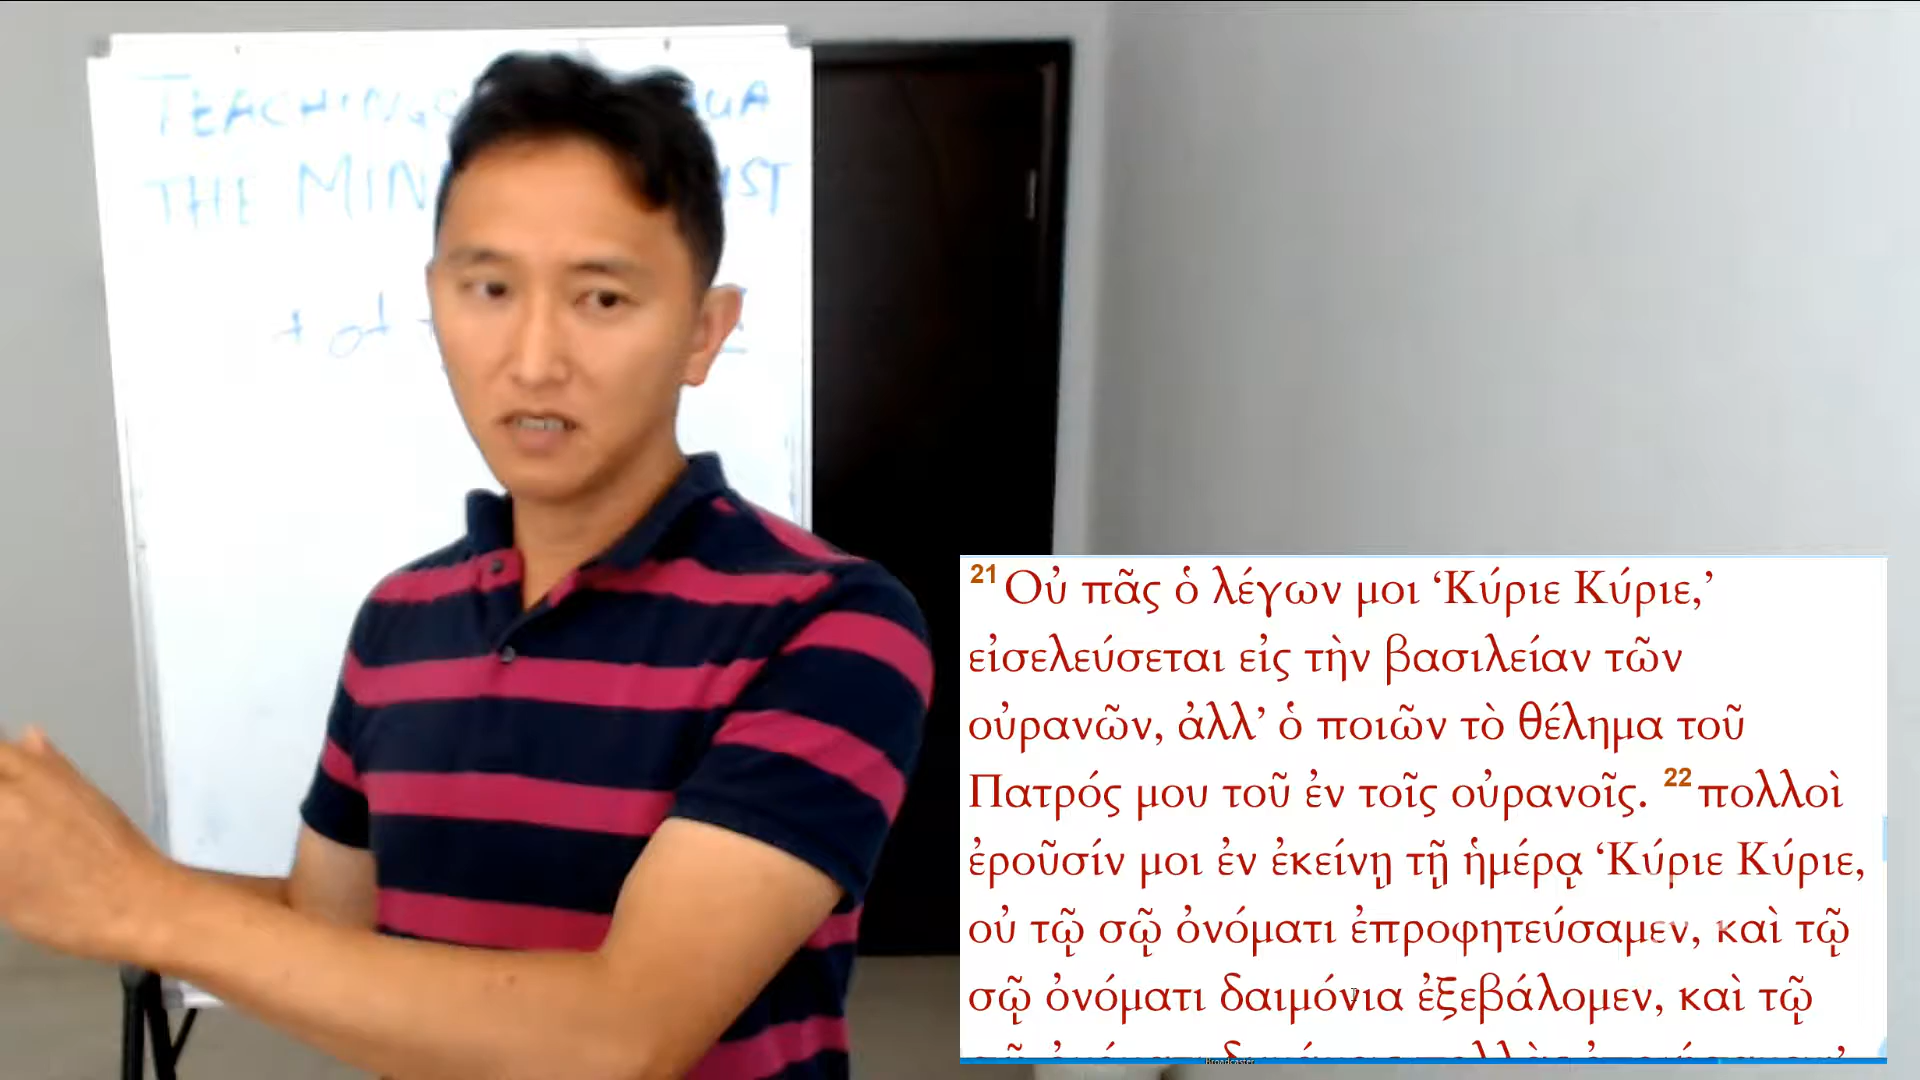 TEACHINGS
THE MIN
21 Οὐ πᾶς ὁ λέγων μοι ‘Κύριε Κύριε,’
εἰσελεύσεται εἰς τὴν βασιλείαν τῶν
οὐρανῶν, ἀλλ’ ὁ ποιῶν τὸ θέλημα τοῦ
Πατρός μου τοῦ ἐν τοῖς οὐρανοῖς. 22 πολλοὶ
ἐροῦσίν μοι ἐν ἐκείνῃ τῇ ἡμέρᾳ ‘Κύριε Κύριε,
οὐ τῷ σῷ ὀνόματι ἐπροφητεύσαμεν, καὶ τῷ
σῷ ὀνόματι δαιμόνια ἐξεβάλομεν, καὶ τῷ